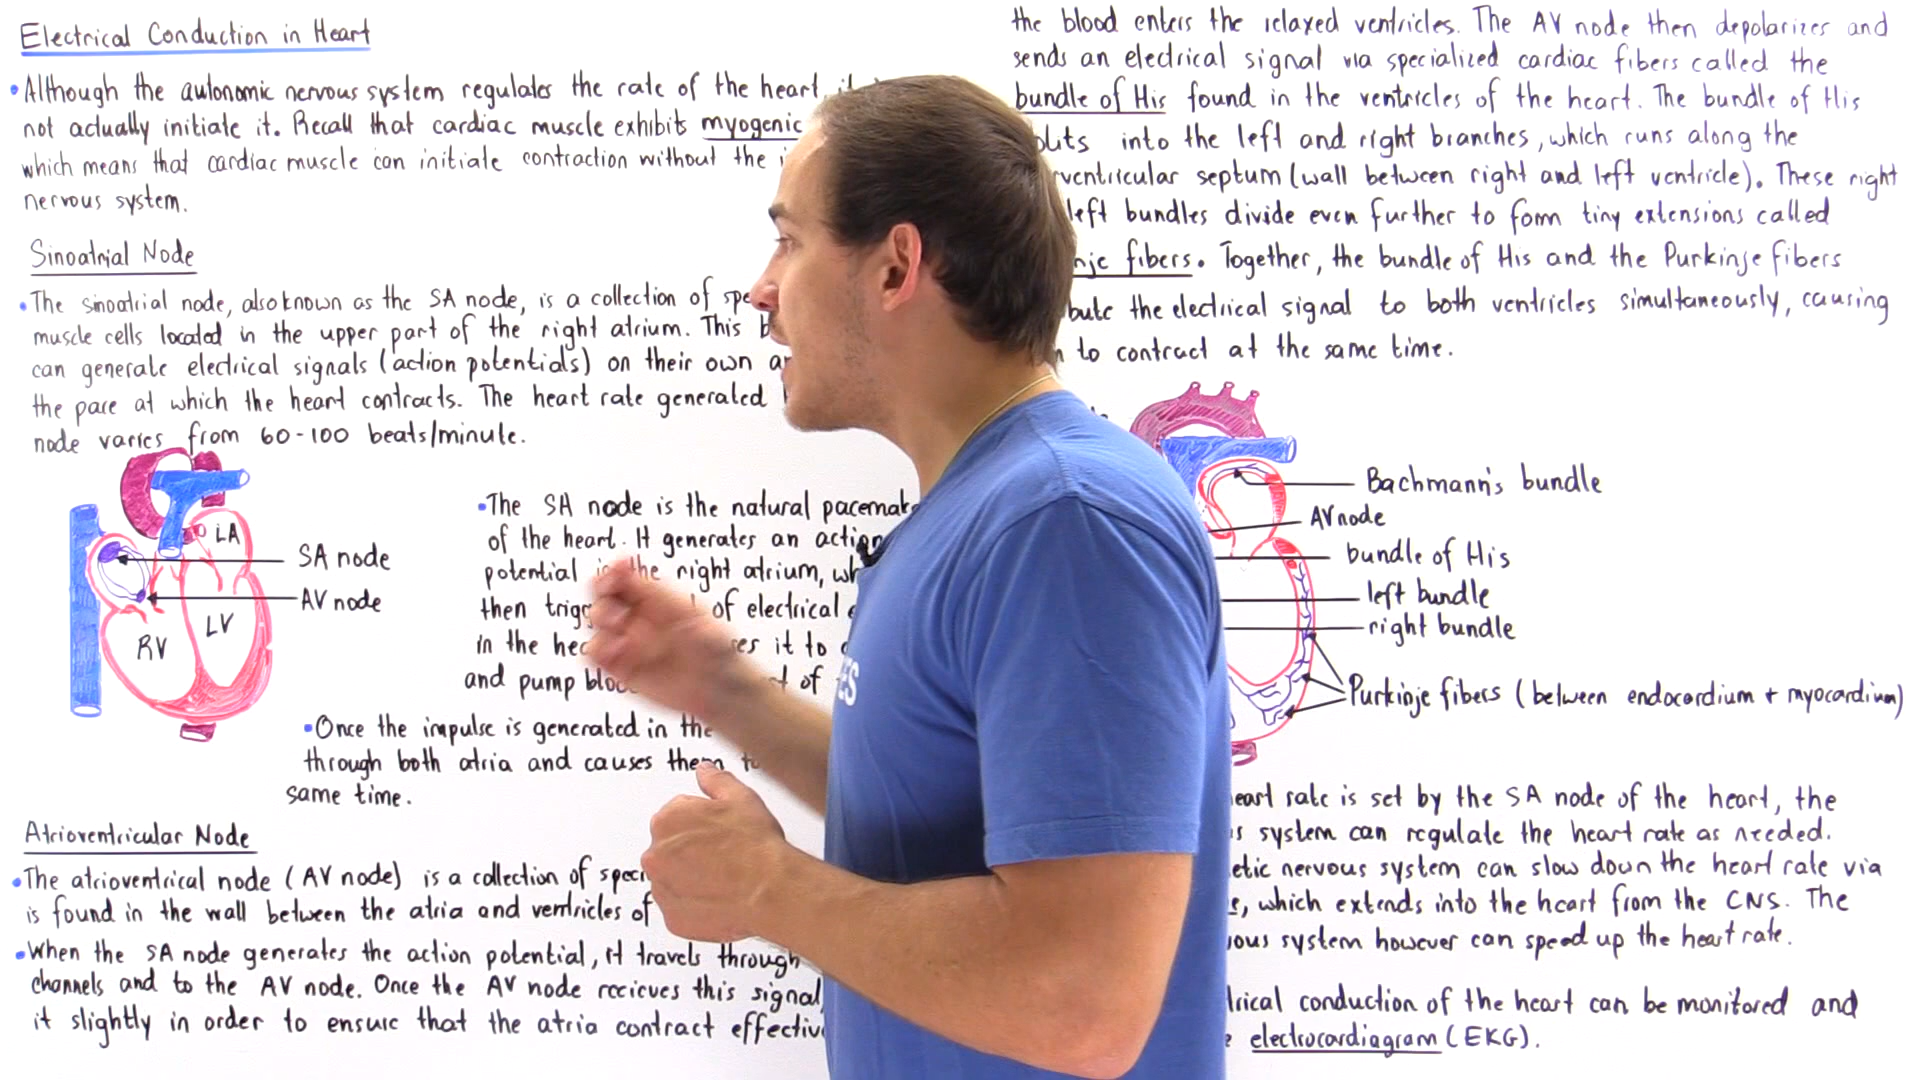 Electrical Conduction in Heart
• Although the autonomic nervous system regulates the rate of the heart, it
not actually initiate it. Recall that cardiac muscle exhibits myogenic
which means that cardiac muscle can initiate contraction without the
nervous system.
Sinoatrial Node
• The sinoatrial node, also known as the SA node, is a collection of
muscle cells located in the upper part of the right atrium. This
can generate electrical signals (action potentials) on their own
the pace at which the heart contracts. The heart rate generated
node varies from 60-100 beats/minute.
LA
SA node
AV node
LV
RV
• The SA node is the natural
of the heart. It generates an
potential the right atrium,
then of electrical
in the it to
and pump of
• Once the impulse is generated in the
through both atria and causes them
same time.
Atrioventricular Node
• The atrioventrical node (AV node) is a collection of
is found in the wall between the atria and ventricles of
• When the SA node generates the action potential, it travels through
channels and to the AV node. Once the AV node recieves this signal,
it slightly in order to ensure that the atria contract
the blood enters the relaxed ventricles. The AV node then depolarizes and
sends an electrical signal via specialized cardiac fibers called the
bundle of His found in the ventricles of the heart. The bundle of His
into the left and right branches, which runs along the
septum (wall between right and left ventricle). These right
left bundles divide even further to form tiny extensions called
fibers. Together, the bundle of His and the Purkinje fibers
the electrical signal to both ventricles simultaneously, causing
to contract at the same time.
Bachmann's bundle
AV node
bundle of His
left bundle
right bundle
Purkinje fibers (between endocardium + myocardium)
rate is set by the SA node of the heart, the
system can regulate the heart rate as needed.
nervous system can slow down the heart rate via
which extends into the heart from the CNS. The
system however can speed up the heart rate.
conduction of the heart can be monitored and
electrocardiagram (EKG).